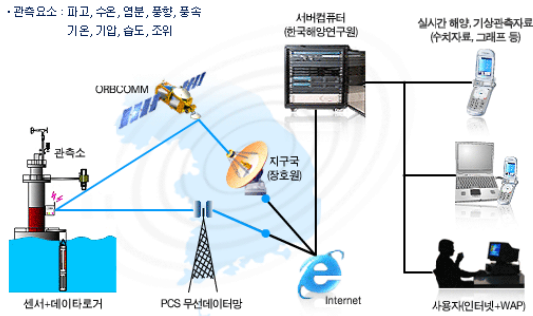 · 관측요소 : 파고, 수온, 염분, 풍향, 풍속
기온, 기압, 습도, 조위
서버컴퓨터
(한국해양연구원)
실시간 해양, 기상관측자료
(수치자료, 그래프 등)
ORBCOMM
관측소
지구국
(장호원)
센서+데이타로거
PCS 무선데이터망
Internet
사용자(인터넷+WAP)